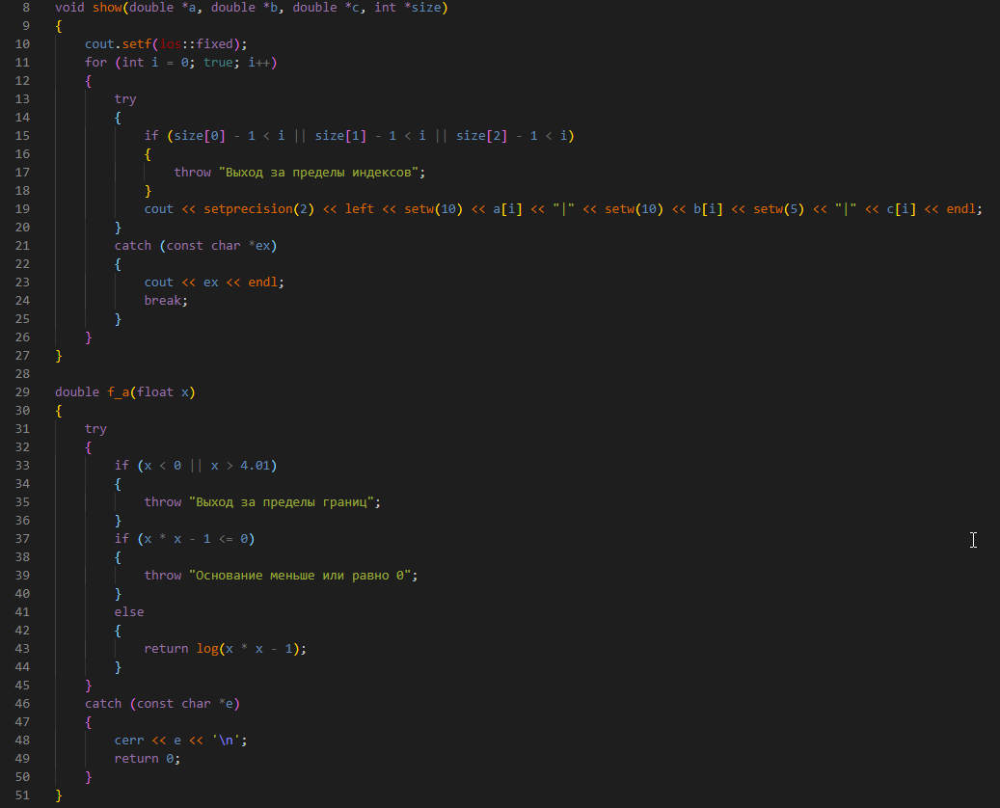 8 void show(double *a, double *b, double *c, int *size)
9 {
10     cout.setf(ios::fixed);
11     for (int i = 0; true; i++)
12     {
13         try
14         {
15             if (size[0] - 1 < i || size[1] - 1 < i || size[2] - 1 < i)
16             {
17                 throw "Выход за пределы индексов";
18             }
19             cout << setprecision(2) << left << setw(10) << a[i] << "|" << setw(10) << b[i] << setw(5) << "|" << c[i] << endl;
20         }
21         catch (const char *ex)
22         {
23             cout << ex << endl;
24             break;
25         }
26     }
27 }
28
29 double f_a(float x)
30 {
31     try
32     {
33         if (x < 0 || x > 4.01)
34         {
35             throw "Выход за пределы границ";
36         }
37         if (x * x - 1 <= 0)
38         {
39             throw "Основание меньше или равно 0";
40         }
41         else
42         {
43             return log(x * x - 1);
44         }
45     }
46     catch (const char *e)
47     {
48         cerr << e << '\n';
49         return 0;
50     }
51 }